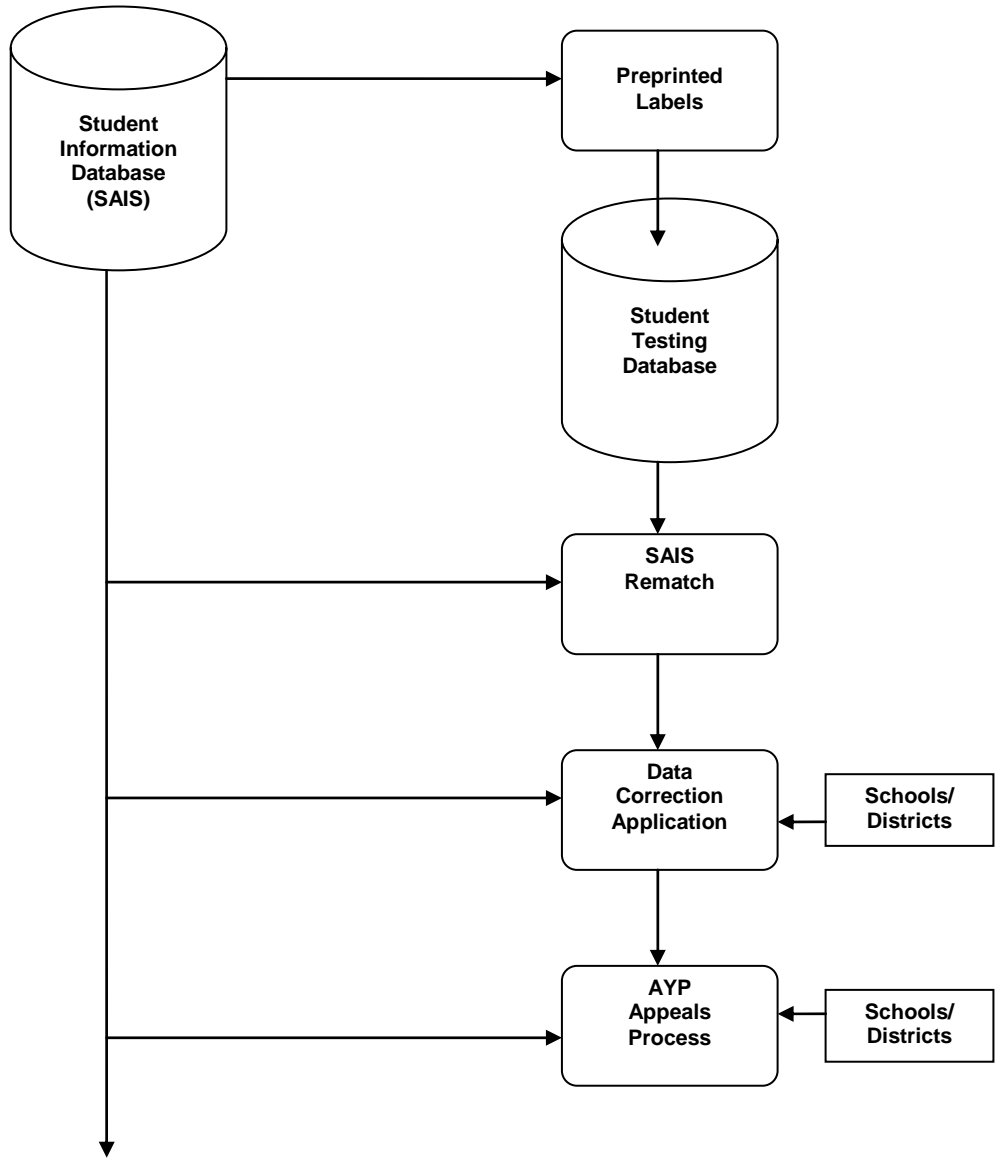 Preprinted
Labels
Student
Information
Database
(SAIS)
Student
Testing
Database
SAIS
Rematch
Data
Correction
Application
Schools/
Districts
AYP
Appeals
Process
Schools/
Districts